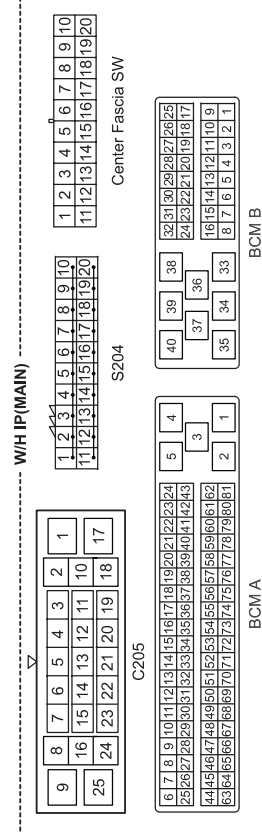 W/H IP(MAIN)
9 8 7 6 5 4 3 2 1
16 15 14 13 12 11 10
25 24 23 22 21 20 19 18 17
C205
1 2 3 4 5 6 7 8 9 10
11 12 13 14 15 16 17 18 19 20
S204
1 2 3 4 5 6 7 8 9 10
11 12 13 14 15 16 17 18 19 20
Center Fascia SW
6 7 8 9 10 11 12 13 14 15 16 17 18 19 20 21 22 23 24
25 26 27 28 29 30 31 32 33 34 35 36 37 38 39 40 41 42 43
44 45 46 47 48 49 50 51 52 53 54 55 56 57 58 59 60 61 62
63 64 65 66 67 68 69 70 71 72 73 74 75 76 77 78 79 80 81
5 4
3
2 1
BCM A
40 39 38
37 36
35 34 33
32 31 30 29 28 27 26 25
24 23 22 21 20 19 18 17
16 15 14 13 12 11 10 9
8 7 6 5 4 3 2 1
BCM B